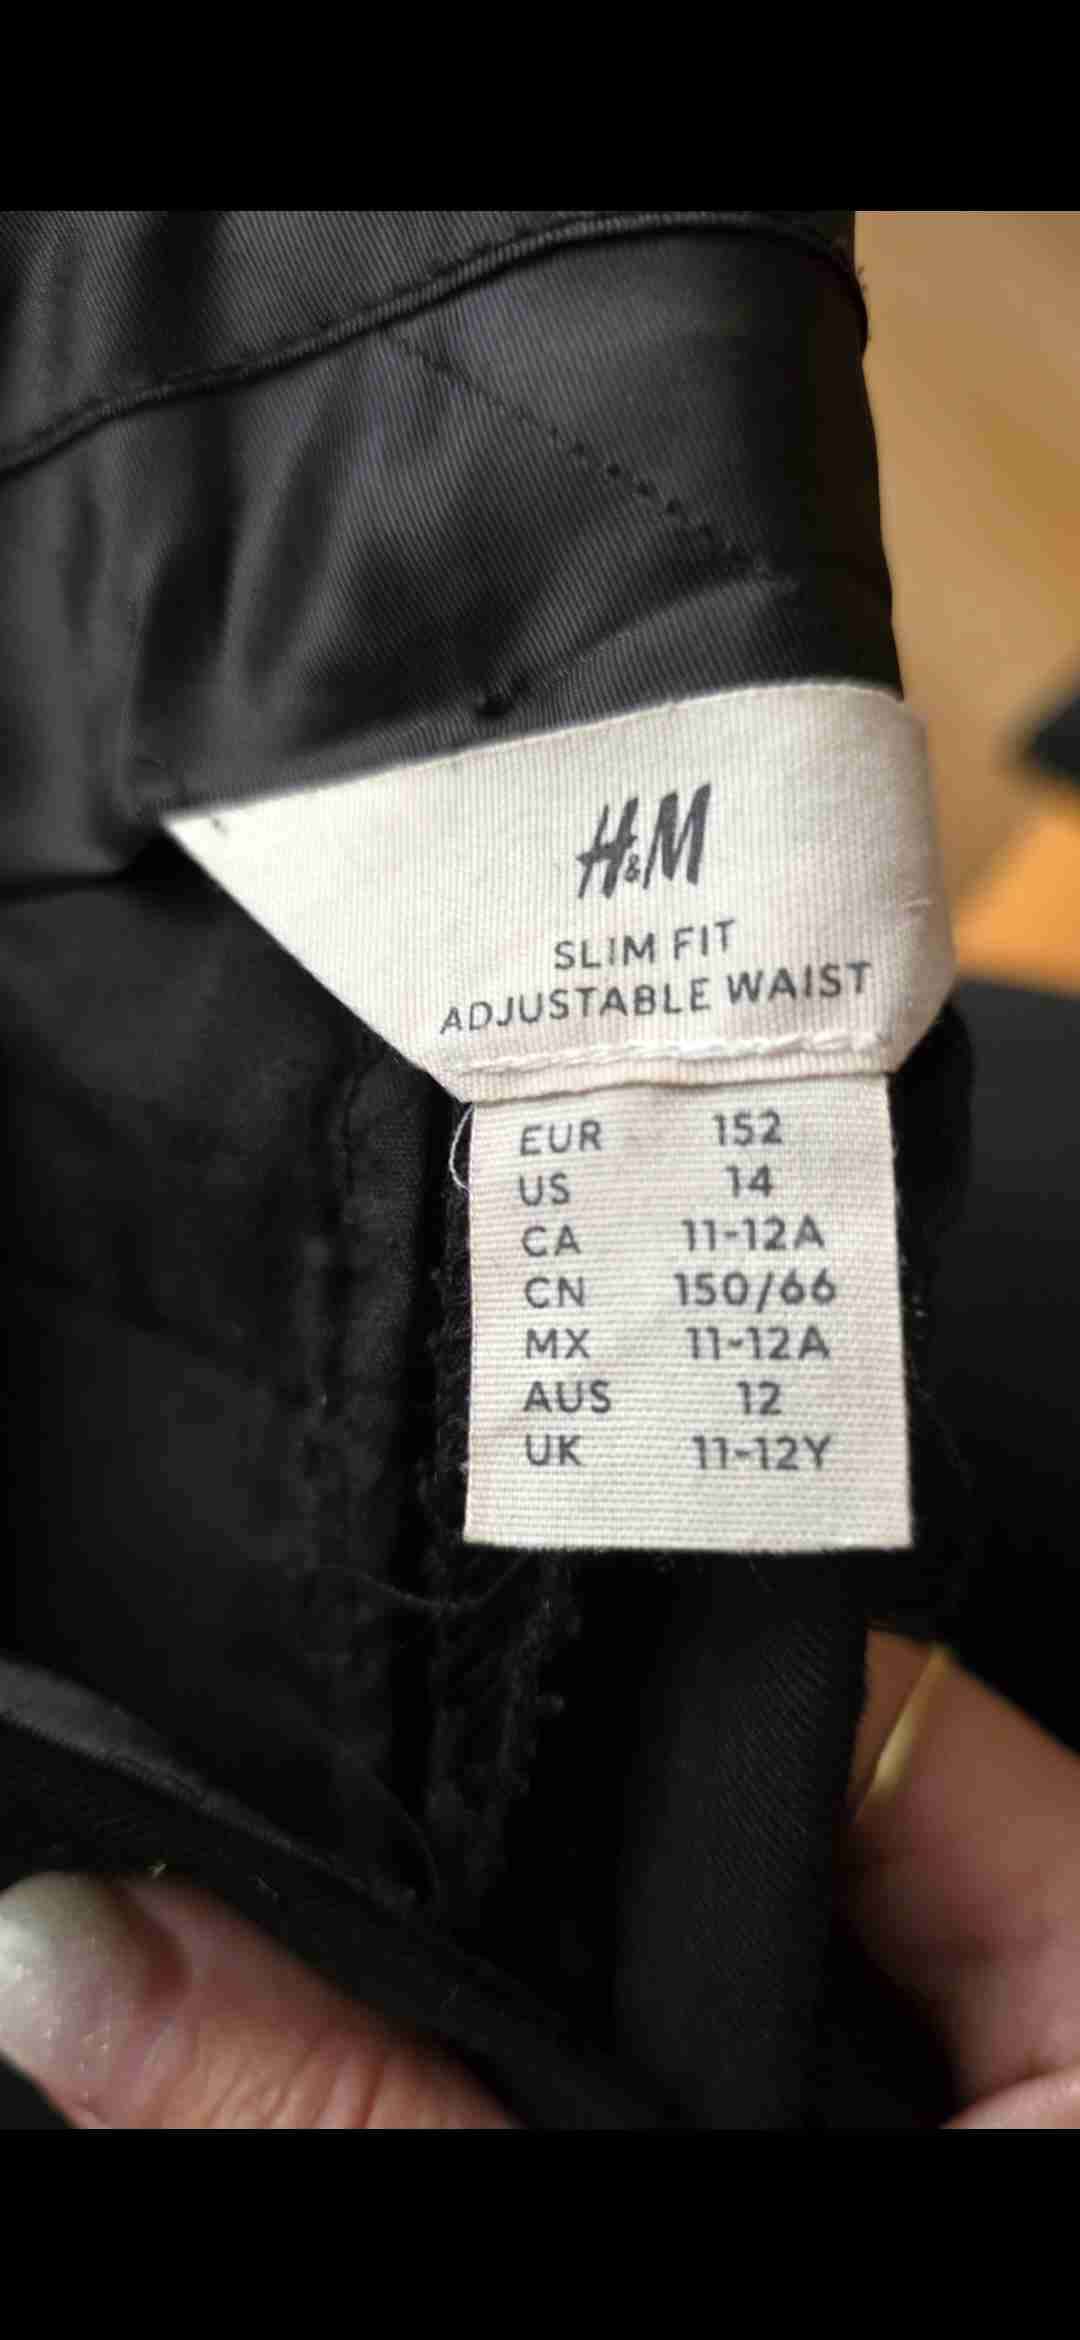 H&M
SLIM FIT
ADJUSTABLE WAIST
EUR 152
US 14
CA 11-12A
CN 150/66
MX 11-12A
AUS 12
UK 11-12Y